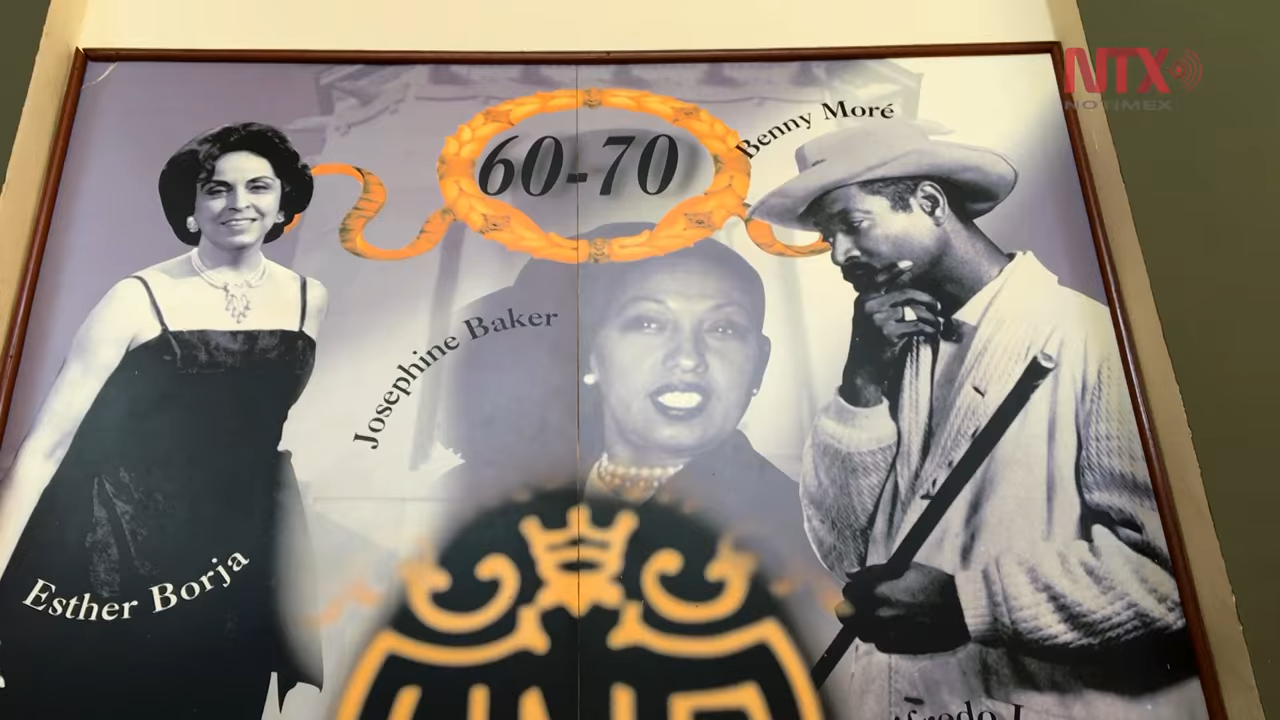 NTX
NOTIMEX
Benny Moré
60-70
Josephine Baker
Esther Borja